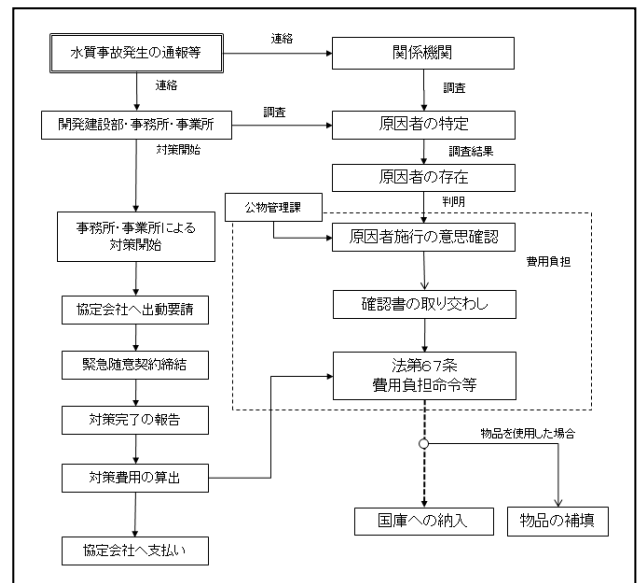 水質事故発生の通報等
連絡
関係機関
連絡
調査
開発建設部・事務所・事業所
調査
原因者の特定
対策開始
調査結果
原因者の存在
公物管理課
判明
事務所・事業所による
対策開始
原因者施行の意思確認
費用負担
協定会社へ出動要請
確認書の取り交わし
緊急随意契約締結
法第67条
費用負担命令等
対策完了の報告
物品を使用した場合
対策費用の算出
国庫への納入
物品の補填
協定会社へ支払い